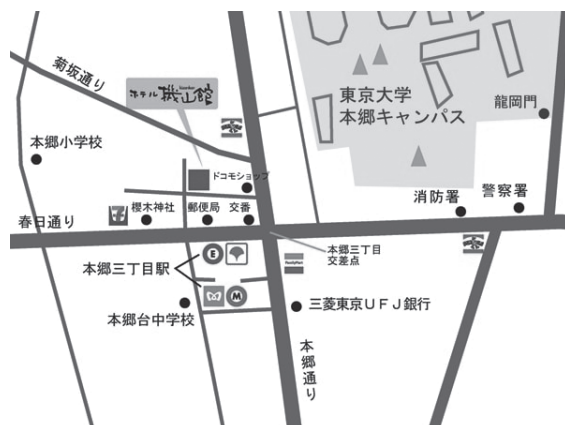 菊坂通り
ホテル 機山館
東京大学
本郷キャンパス
龍岡門
本郷小学校
ドコモショップ
春日通り
櫻木神社
郵便局
交番
消防署
警察署
本郷三丁目
交差点
本郷三丁目駅
E
M
FamilyMart
三菱東京UFJ銀行
本郷台中学校
本郷通り